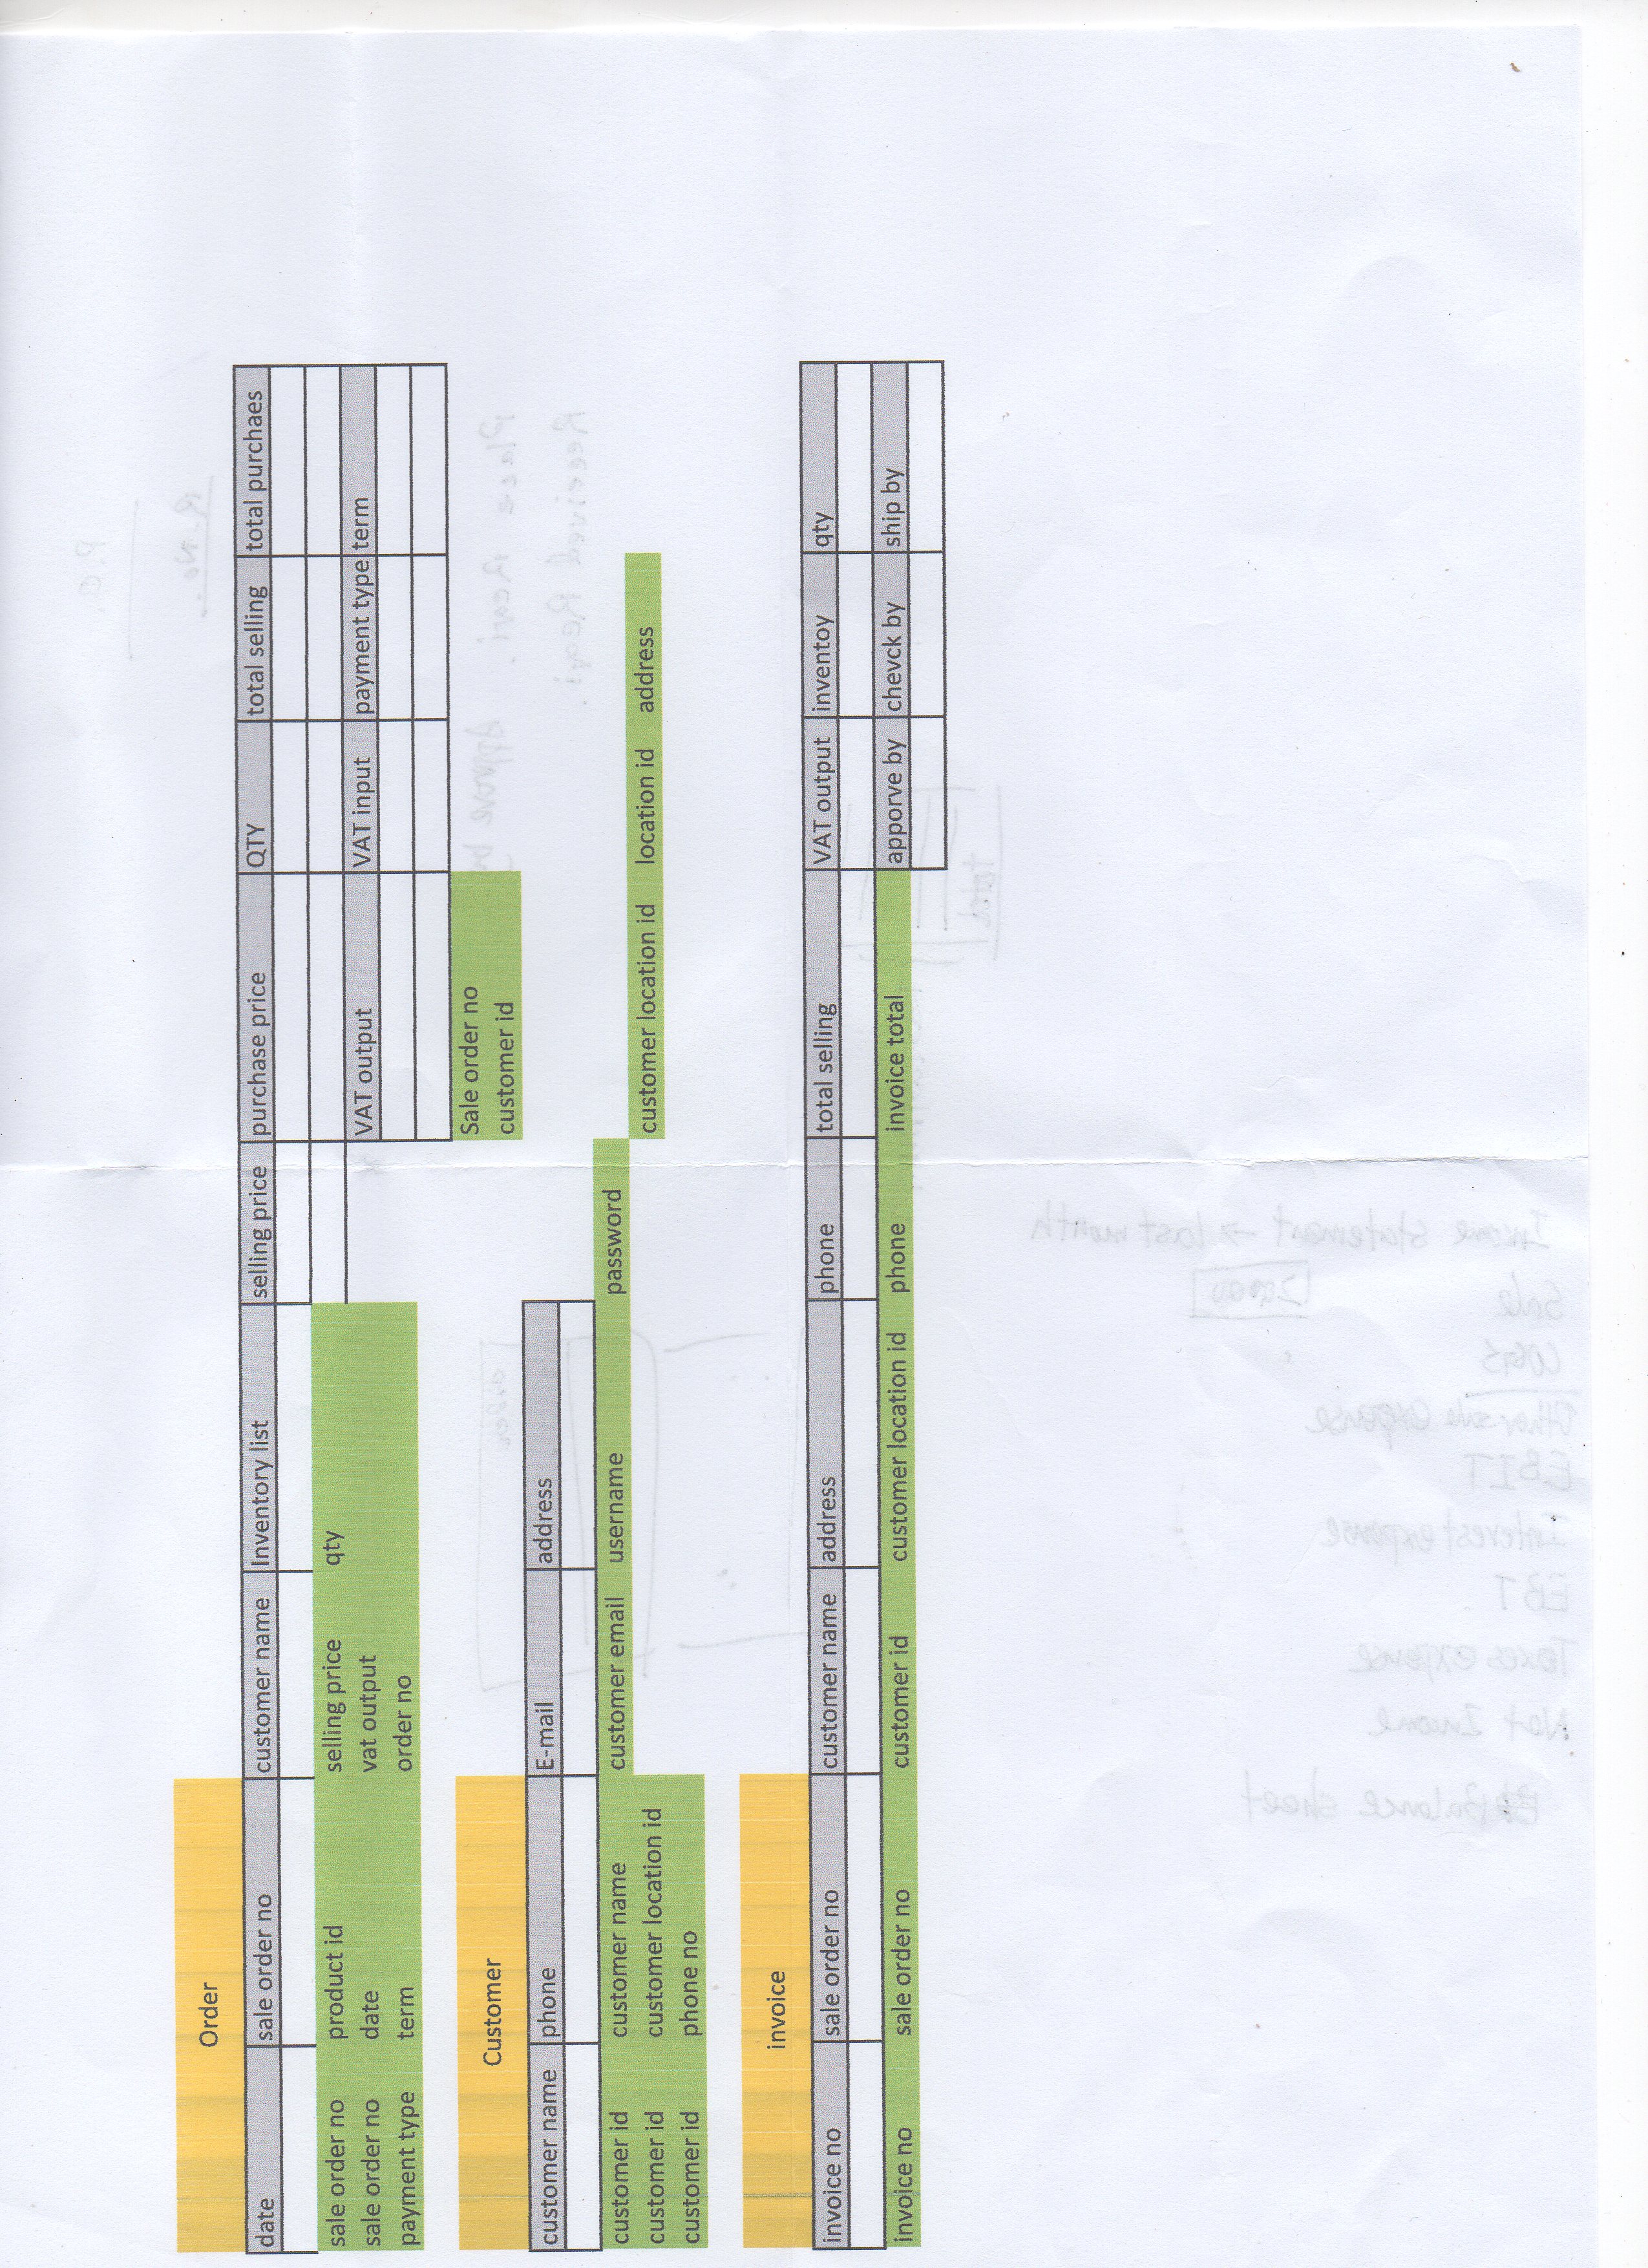 Order
date sale order no customer name Inventory list selling price purchase price QTY total selling total purchaes
sale order no product id selling price qty
sale order no date vat output VAT output VAT input payment type term
payment type term order no
Sale order no
customer id
Customer
customer name phone E-mail address
customer id customer name customer email username password
customer id customer location id customer location id location id address
customer id phone no
invoice
invoice no sale order no customer name address phone total selling VAT output inventoy qty
invoice no sale order no customer id customer location id phone invoice total apporve by chevck by ship by
P.O.
R No.
Received Reqi.
Approve by
Total
Income statement → last month
Sale
COGS
Other sale expense
EBIT
Interest expense
EBT
Taxes expense
Net Income
Balance sheet